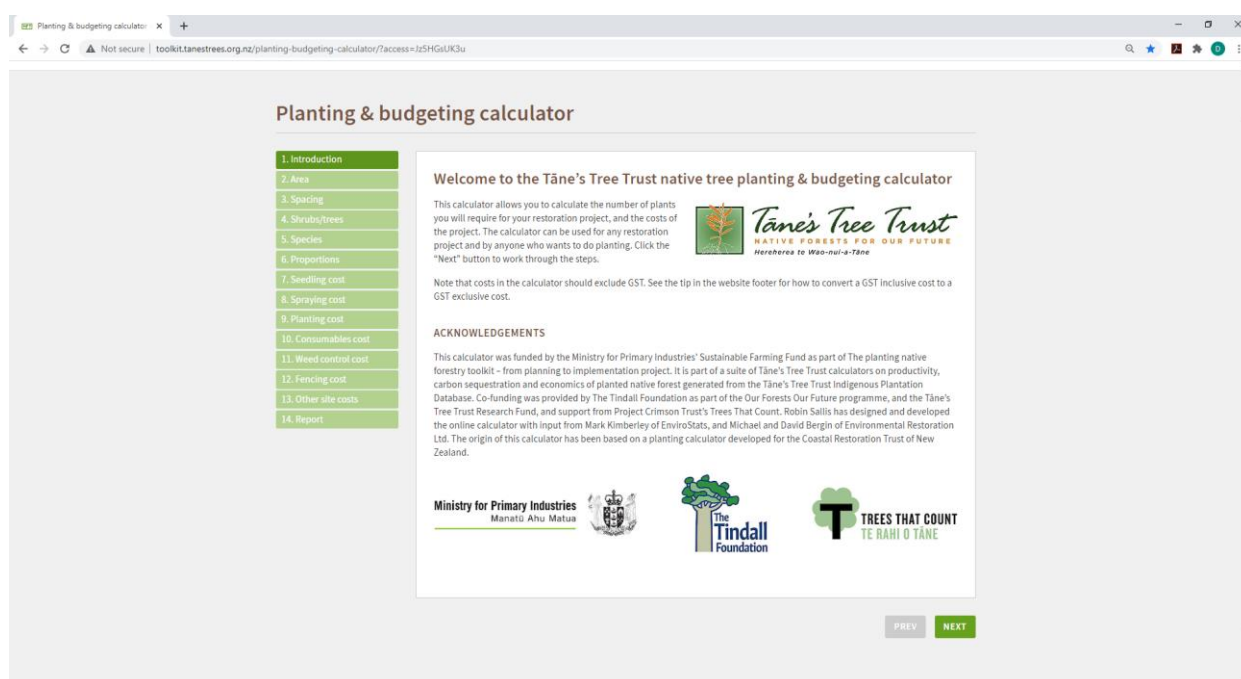 Planting & budgeting calculator
Not secure | toolkit.tanestrees.org.nz/planting-budgeting-calculator/?access=Jz5HGsUK3u
D
Planting & budgeting calculator
1. Introduction
2. Area
3. Spacing
4. Shrubs/trees
5. Species
6. Proportions
7. Seedling cost
8. Spraying cost
9. Planting cost
10. Consumables cost
11. Weed control cost
12. Fencing cost
13. Other site costs
14. Report
Welcome to the Tāne's Tree Trust native tree planting & budgeting calculator
This calculator allows you to calculate the number of plants
you will require for your restoration project, and the costs of
the project. The calculator can be used for any restoration
project and by anyone who wants to do planting. Click the
"Next" button to work through the steps.
Tāne's Tree Trust
NATIVE FORESTS FOR OUR FUTURE
Hereherea te Wao-nui-a-Tāne
Note that costs in the calculator should exclude GST. See the tip in the website footer for how to convert a GST inclusive cost to a
GST exclusive cost.
ACKNOWLEDGEMENTS
This calculator was funded by the Ministry for Primary Industries' Sustainable Farming Fund as part of The planting native
forestry toolkit – from planning to implementation project. It is part of a suite of Tāne's Tree Trust calculators on productivity,
carbon sequestration and economics of planted native forest generated from the Tāne's Tree Trust Indigenous Plantation
Database. Co-funding was provided by The Tindall Foundation as part of the Our Forests Our Future programme, and the Tāne's
Tree Trust Research Fund, and support from Project Crimson Trust's Trees That Count. Robin Sallis has designed and developed
the online calculator with input from Mark Kimberley of EnviroStats, and Michael and David Bergin of Environmental Restoration
Ltd. The origin of this calculator has been based on a planting calculator developed for the Coastal Restoration Trust of New
Zealand.
Ministry for Primary Industries
Manatū Ahu Matua
The
Tindall
Foundation
TREES THAT COUNT
TE RAHI O TĀNE
PREV
NEXT